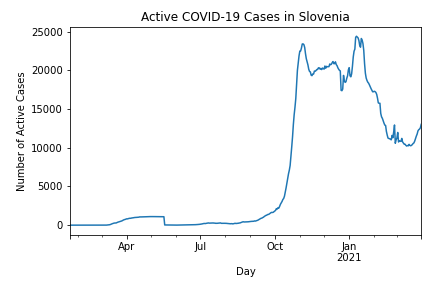 Active COVID-19 Cases in Slovenia
25000
20000
15000
10000
5000
0
Number of Active Cases
Apr
Jul
Oct
Jan
2021
Day